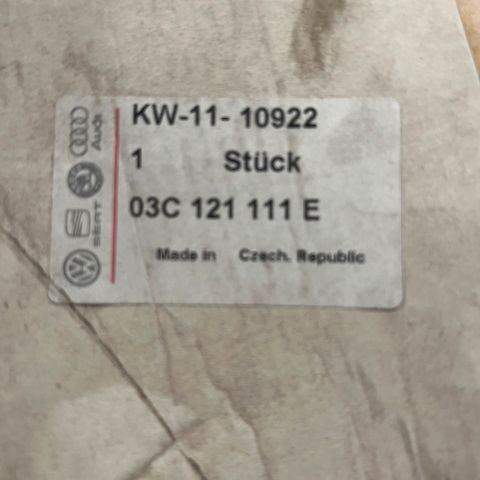 KW-11- 10922
1 Stück
03C 121 111 E
Made in Czech. Republic
Audi
SEAT